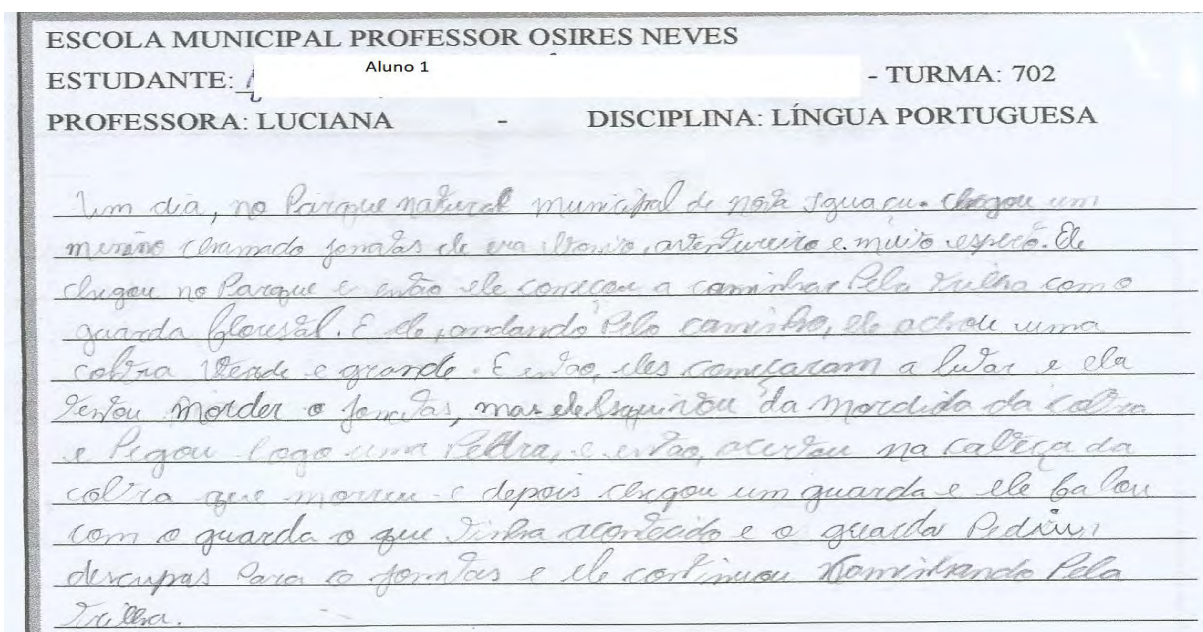 ESCOLA MUNICIPAL PROFESSOR OSIRES NEVES
ESTUDANTE: Aluno 1 - TURMA: 702
PROFESSORA: LUCIANA - DISCIPLINA: LÍNGUA PORTUGUESA
Um dia, no Parque natural municipal de nova Iguaçu. chegou um
menino chamado jonatas ele era aventureiro e muito esperto. Ele
chegou no Parque e então ele começou a caminhar Pela trilha como
guarda floresal. E ele, andando Pelo caminho, ele achou uma
cobra verde e grande. E então, eles começaram a lutar e ela
Tentou morder o jonatas, mas ele esquivou da mordida da cobra
e Pegou logo uma Pedra, e então, acertou na cabeça da
cobra que morreu e depois chegou um guarda e ele falou
com o guarda o que Tinha acontecido e o guarda Pediu
descupas Para o jonatas e ele continuou Pela
Trilha.